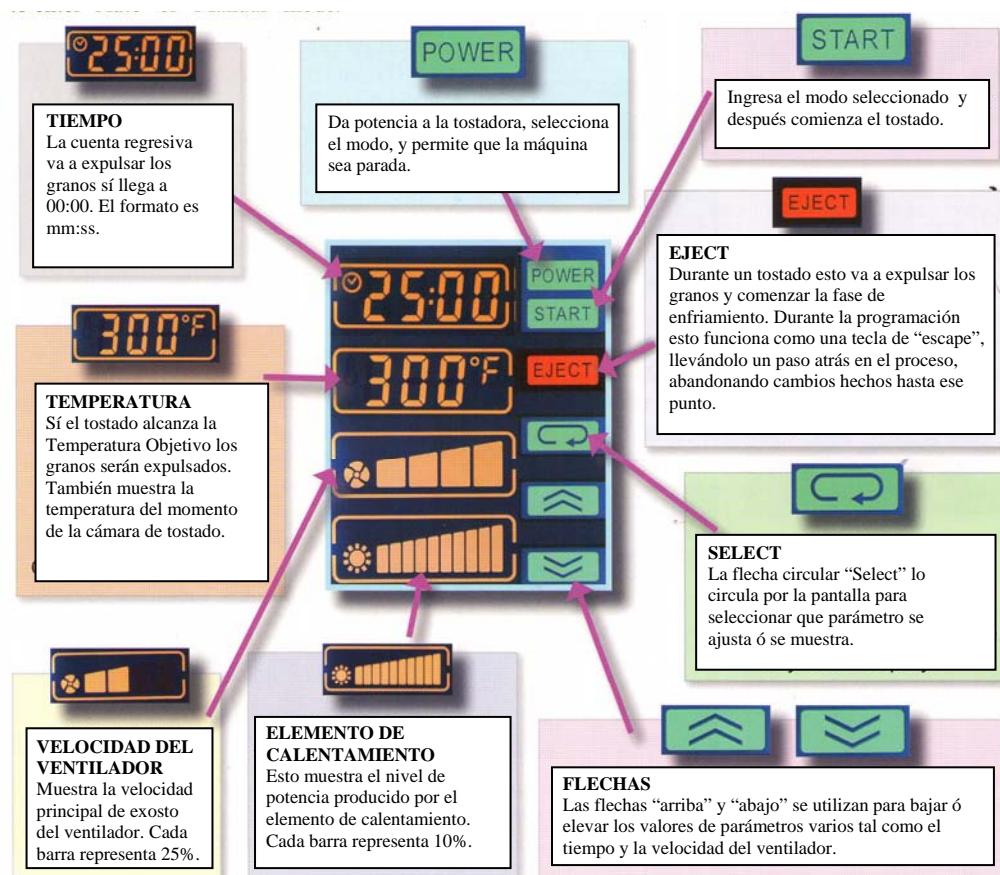 25:00
TIEMPO
La cuenta regresiva
va a expulsar los
granos sí llega a
00:00. El formato es
mm:ss.
POWER
Da potencia a la tostadora, selecciona
el modo, y permite que la máquina
sea parada.
START
Ingresa el modo seleccionado y
después comienza el tostado.
EJECT
EJECT
Durante un tostado esto va a expulsar los
granos y comenzar la fase de
enfriamiento. Durante la programación
esto funciona como una tecla de “escape”,
llevándolo un paso atrás en el proceso,
abandonando cambios hechos hasta ese
punto.
300°F
TEMPERATURA
Sí el tostado alcanza la
Temperatura Objetivo los
granos serán expulsados.
También muestra la
temperatura del momento
de la cámara de tostado.
25:00
300°F
POWER
START
EJECT
SELECT
La flecha circular “Select” lo
circula por la pantalla para
seleccionar que parámetro se
ajusta ó se muestra.
VELOCIDAD DEL
VENTILADOR
Muestra la velocidad
principal de exosto
del ventilador. Cada
barra representa 25%.
ELEMENTO DE
CALENTAMIENTO
Esto muestra el nivel de
potencia producido por el
elemento de calentamiento.
Cada barra representa 10%.
FLECHAS
Las flechas “arriba” y “abajo” se utilizan para bajar ó
elevar los valores de parámetros varios tal como el
tiempo y la velocidad del ventilador.